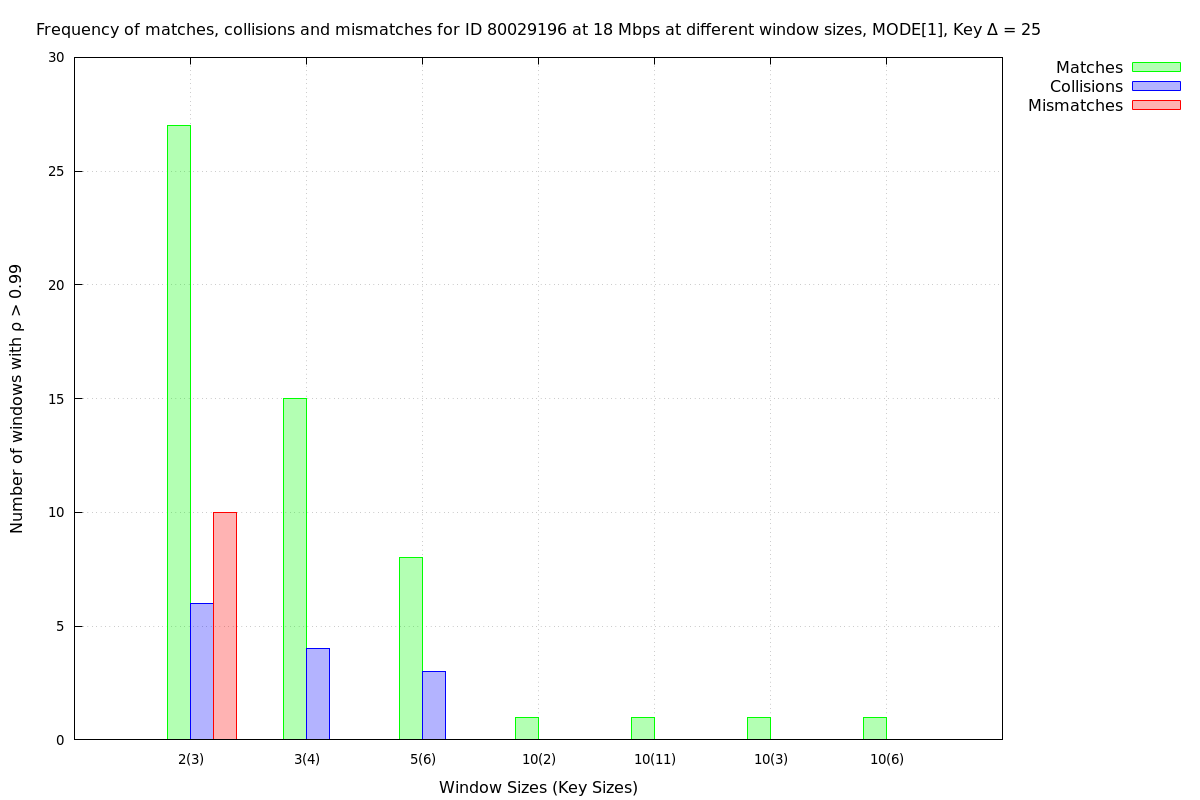 Frequency of matches, collisions and mismatches for ID 80029196 at 18 Mbps at different window sizes, MODE[1], Key Δ = 25
Matches
Collisions
Mismatches
Number of windows with ρ > 0.99
30
25
20
15
10
5
0
2(3) 3(4) 5(6) 10(2) 10(11) 10(3) 10(6)
Window Sizes (Key Sizes)